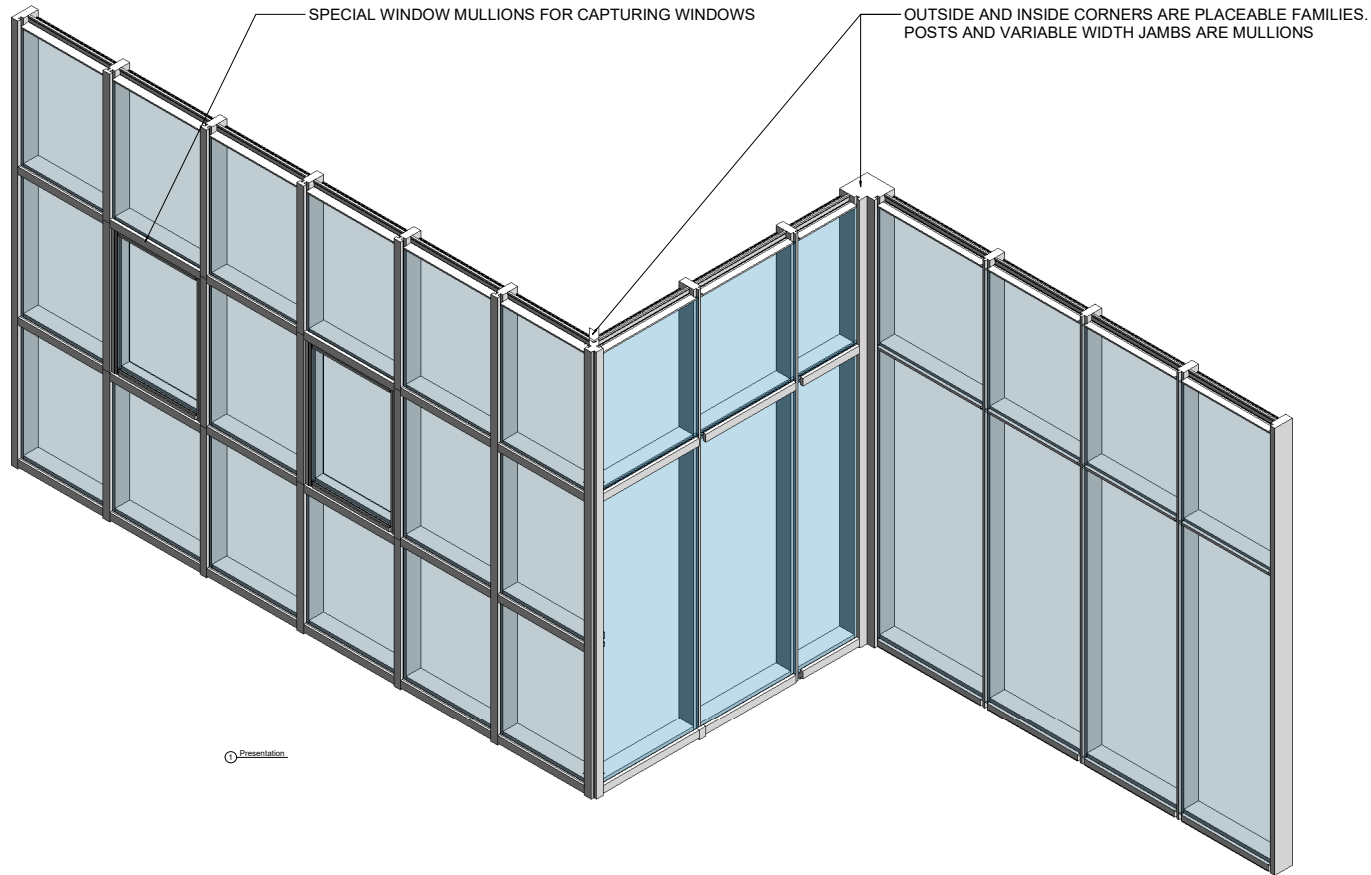 SPECIAL WINDOW MULLIONS FOR CAPTURING WINDOWS
OUTSIDE AND INSIDE CORNERS ARE PLACEABLE FAMILIES.
POSTS AND VARIABLE WIDTH JAMBS ARE MULLIONS
1 Presentation